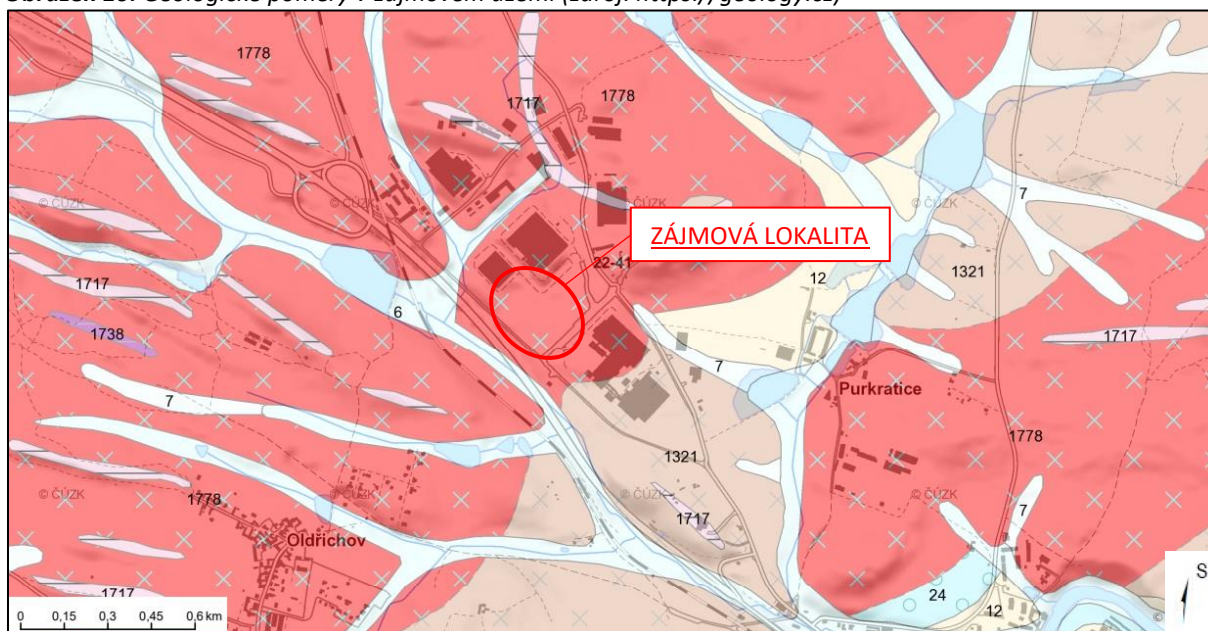 Obrázek 10: Geologické poměry v zájmovém území (zdroj: https://geology.cz)
1778
1717
1778
© ČÚZK
ČÚZK
© ČÚZK
7
ZÁJMOVÁ LOKALITA
22-41
12
1321
1717
6
1738
1717
7
7
Purkratice
1321
1778
© ČÚZK
© ČÚZK
© ČÚZK
1778
1717
7
Oldřichov
24
12
S
1717
0 0,15 0,3 0,45 0,6 km